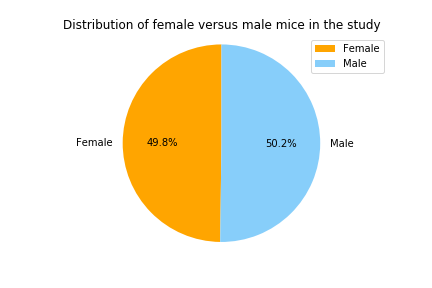 Distribution of female versus male mice in the study
Female
Male
Female
49.8%
50.2%
Male